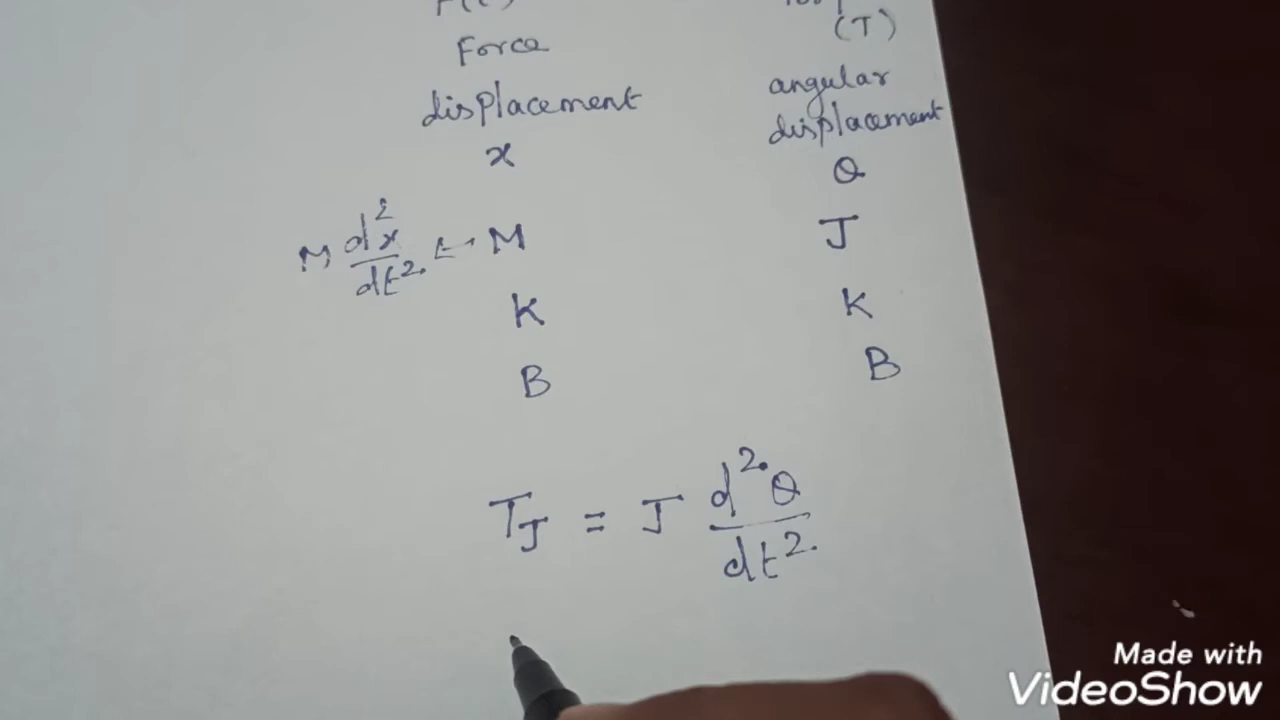 Force
(T)
displacement
angular
displacement
x
θ
M d²x/dt² ← M
J
K
K
B
B
T_J = J d²θ/dt²
Made with
VideoShow